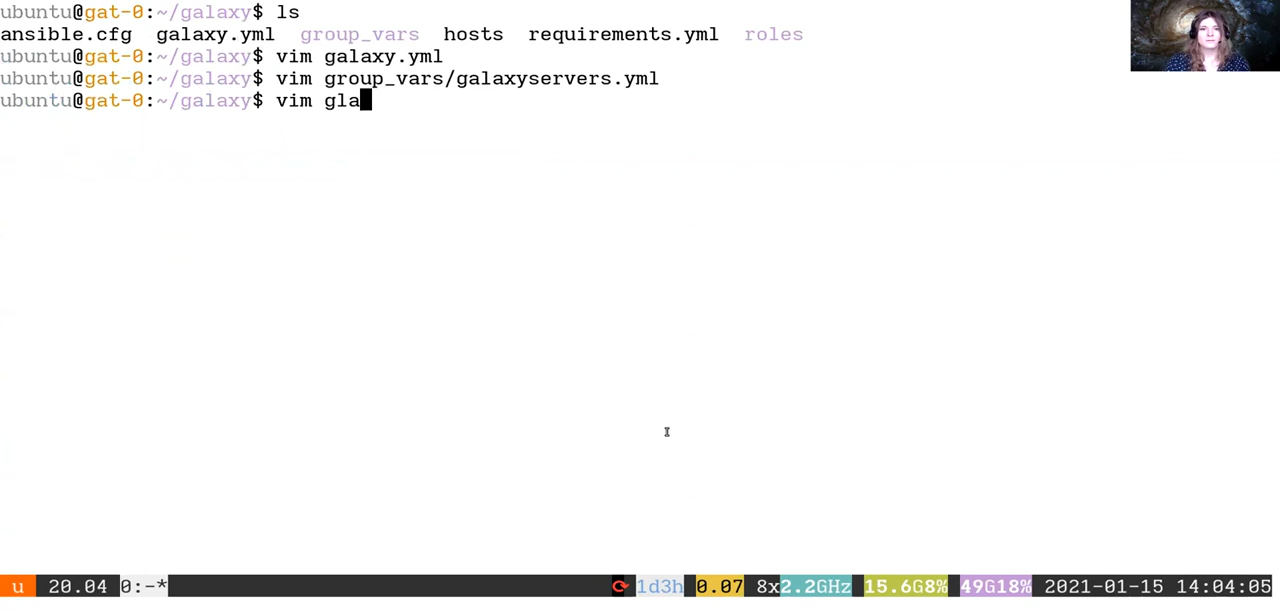 ubuntu@gat-0:~/galaxy$ ls
ansible.cfg galaxy.yml group_vars hosts requirements.yml roles
ubuntu@gat-0:~/galaxy$ vim galaxy.yml
ubuntu@gat-0:~/galaxy$ vim group_vars/galaxyservers.yml
ubuntu@gat-0:~/galaxy$ vim gla
u 20.04 0:-* 1d3h 0.07 8x2.2GHz 15.6G8% 49G18% 2021-01-15 14:04:05